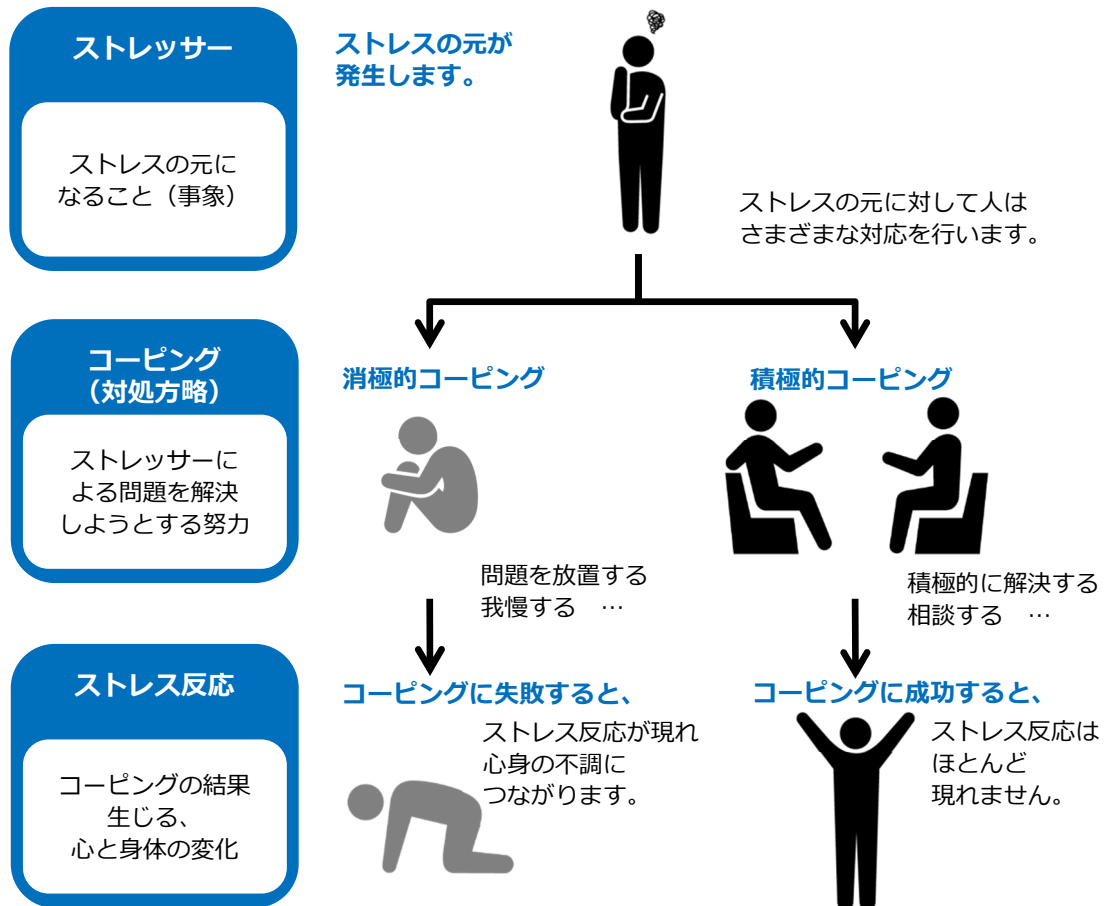 ストレッサー
ストレスの元に
なること（事象）
ストレスの元が
発生します。
ストレスの元に対して人は
さまざまな対応を行います。
コーピング
（対処方略）
ストレッサーに
よる問題を解決
しようとする努力
消極的コーピング
問題を放置する
我慢する　…
積極的コーピング
積極的に解決する
相談する　…
ストレス反応
コーピングの結果
生じる、
心と身体の変化
コーピングに失敗すると、
ストレス反応が現れ
心身の不調に
つながります。
コーピングに成功すると、
ストレス反応は
ほとんど
現れません。